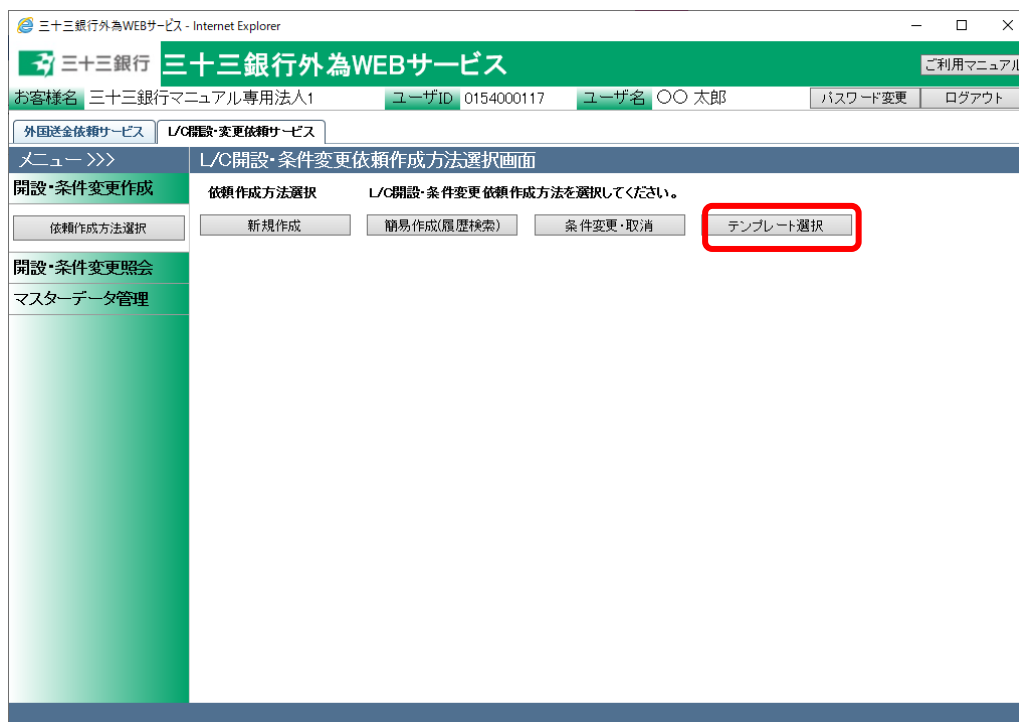 三十三銀行外為WEBサービス - Internet Explorer
三十三銀行 三十三銀行外為WEBサービス ご利用マニュアル
お客様名 三十三銀行マニュアル専用法人1 ユーザID 0154000117 ユーザ名 〇〇 太郎 パスワード変更 ログアウト
外国送金依頼サービス L/C開設・変更依頼サービス
メニュー >>> L/C開設・条件変更依頼作成方法選択画面
開設・条件変更作成 依頼作成方法選択 L/C開設・条件変更依頼作成方法を選択してください。
依頼作成方法選択 新規作成 簡易作成(履歴検索) 条件変更・取消 テンプレート選択
開設・条件変更照会
マスターデータ管理